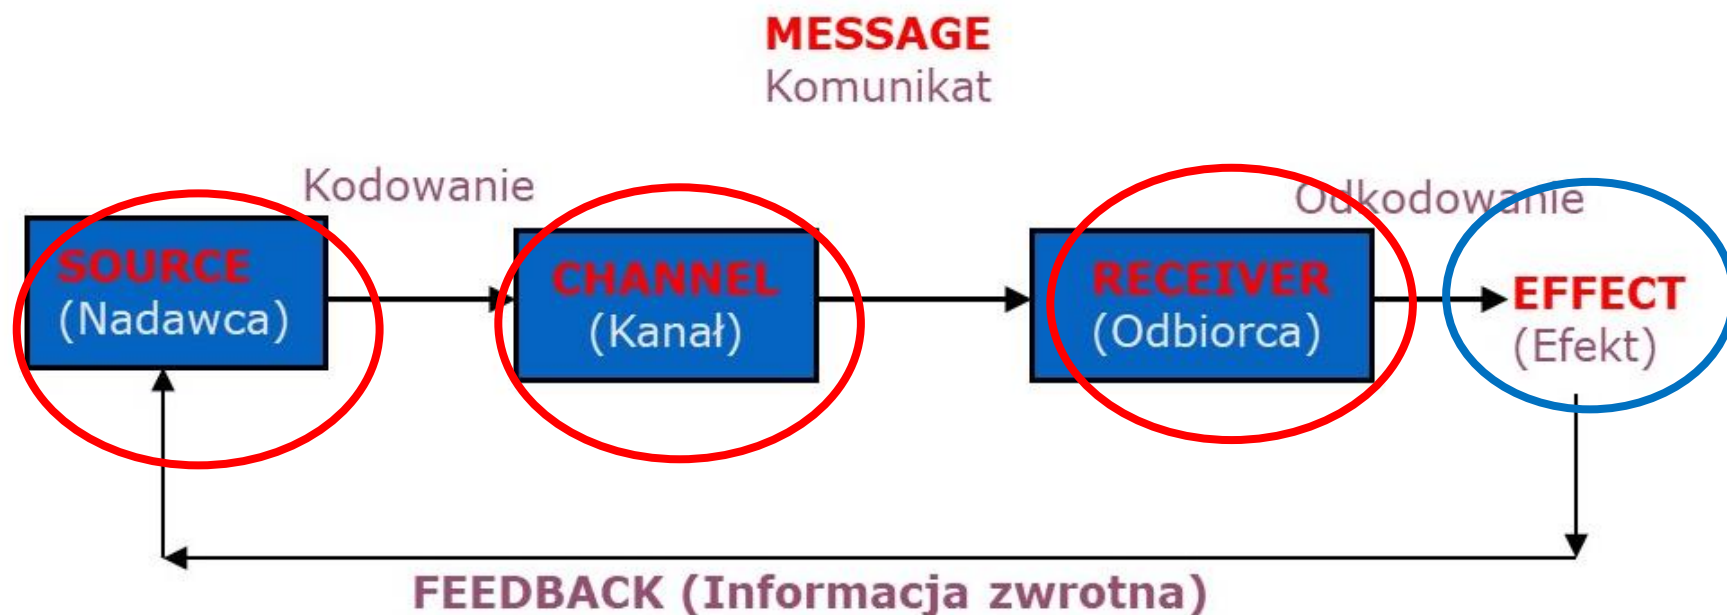 MESSAGE
Komunikat
Kodowanie
Odkodowanie
SOURCE
(Nadawca)
CHANNEL
(Kanał)
RECEIVER
(Odbiorca)
EFFECT
(Efekt)
FEEDBACK (Informacja zwrotna)